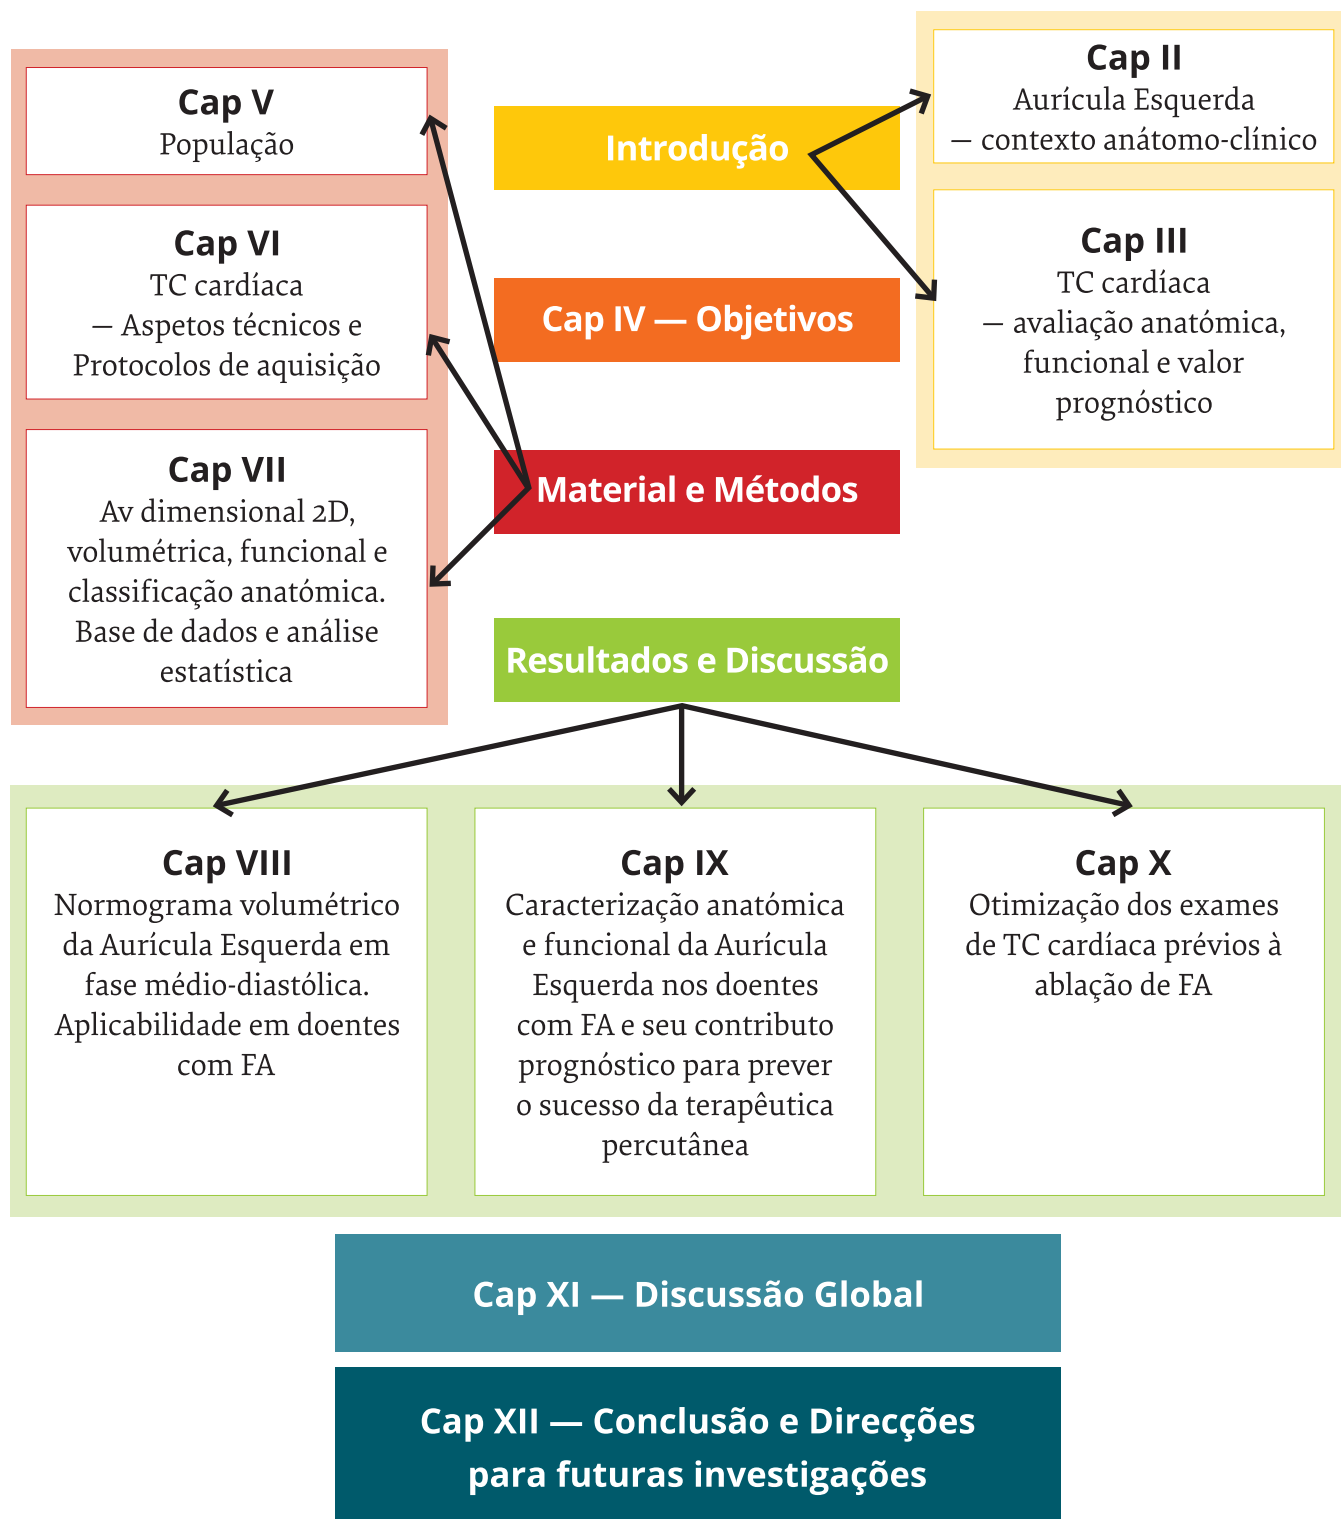 Introdução
Cap II
Aurícula Esquerda
— contexto anátomo-clínico
Cap III
TC cardíaca
— avaliação anatómica,
funcional e valor
prognóstico
Cap IV — Objetivos
Material e Métodos
Cap V
População
Cap VI
TC cardíaca
— Aspetos técnicos e
Protocolos de aquisição
Cap VII
Av dimensional 2D,
volumétrica, funcional e
classificação anatómica.
Base de dados e análise
estatística
Resultados e Discussão
Cap VIII
Normograma volumétrico
da Aurícula Esquerda em
fase médio-diastólica.
Aplicabilidade em doentes
com FA
Cap IX
Caracterização anatómica
e funcional da Aurícula
Esquerda nos doentes
com FA e seu contributo
prognóstico para prever
o sucesso da terapêutica
percutânea
Cap X
Otimização dos exames
de TC cardíaca prévios à
ablação de FA
Cap XI — Discussão Global
Cap XII — Conclusão e Direcções
para futuras investigações